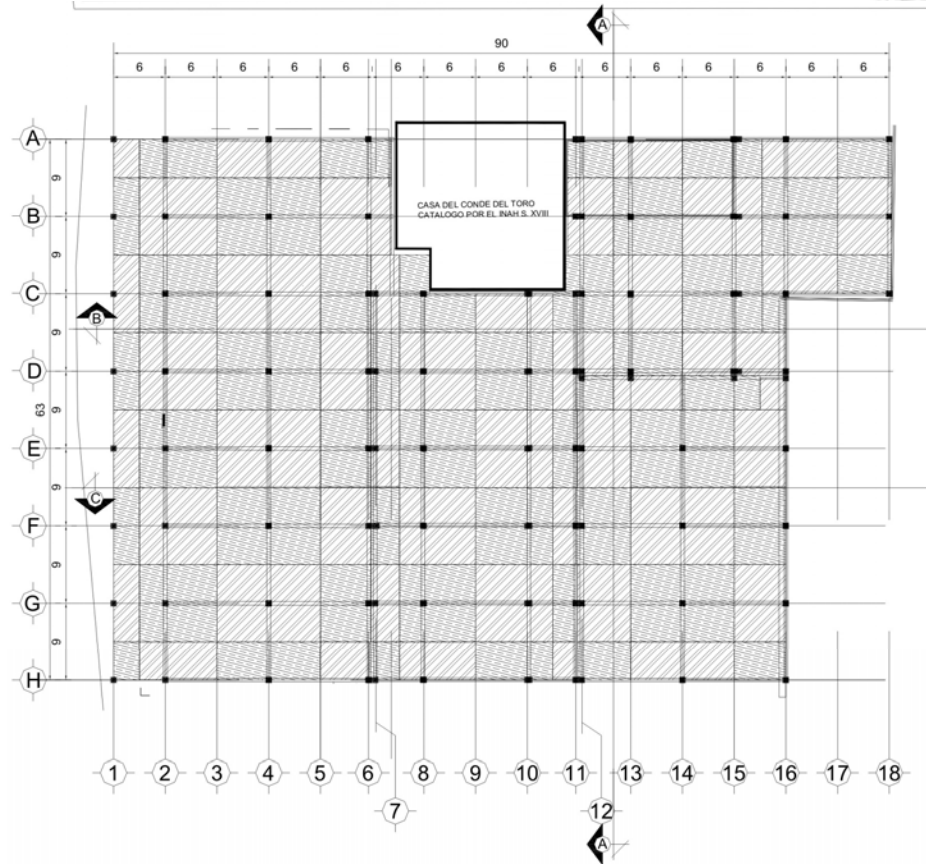 A
90
6 6 6 6 6 6 6 6 6 6 6 6 6 6 6
A
9
B
CASA DEL CONDE DEL TORO
CATALOGO POR EL INAH S. XVIII
9
C
B
9
D
63
9
E
9
C
F
9
G
9
H
1 2 3 4 5 6 8 9 10 11 13 14 15 16 17 18
7 12
A